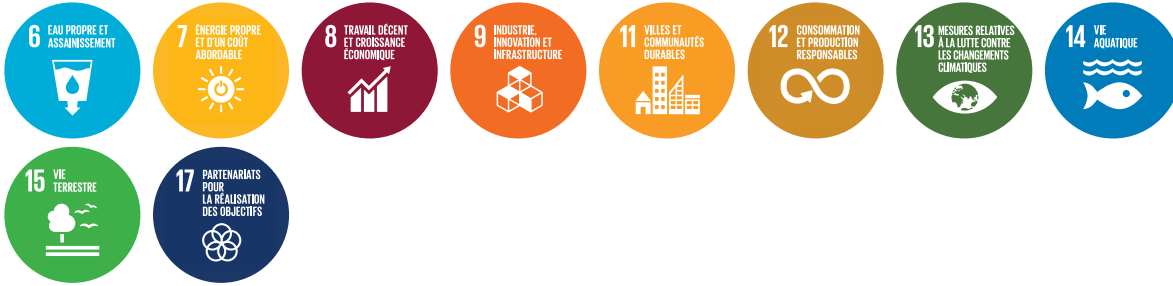 6 EAU PROPRE ET
ASSAINISSEMENT
7 ÉNERGIE PROPRE
ET D'UN COÛT
ABORDABLE
8 TRAVAIL DÉCENT
ET CROISSANCE
ÉCONOMIQUE
9 INDUSTRIE,
INNOVATION ET
INFRASTRUCTURE
11 VILLES ET
COMMUNAUTÉS
DURABLES
12 CONSOMMATION
ET PRODUCTION
RESPONSABLES
13 MESURES RELATIVES
À LA LUTTE CONTRE
LES CHANGEMENTS
CLIMATIQUES
14 VIE
AQUATIQUE
15 VIE
TERRESTRE
17 PARTENARIATS
POUR
LA RÉALISATION
DES OBJECTIFS